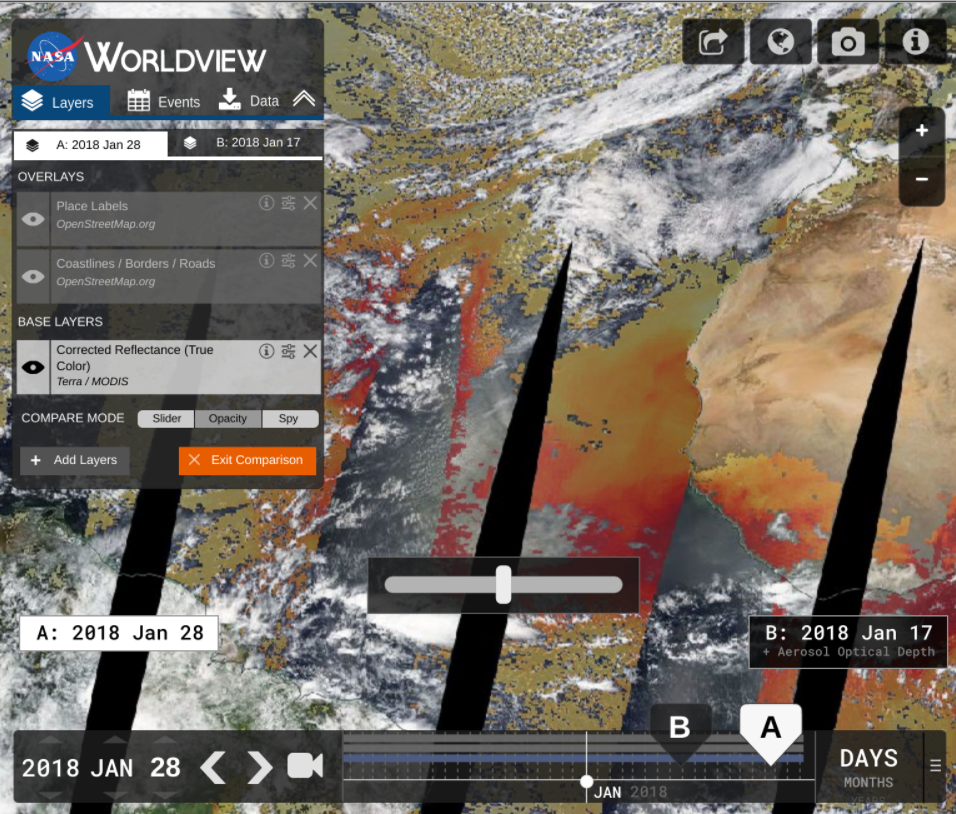 NASA WORLDVIEW
Layers Events Data
A: 2018 Jan 28 B: 2018 Jan 17
OVERLAYS
Place Labels
OpenStreetMap.org
Coastlines / Borders / Roads
OpenStreetMap.org
BASE LAYERS
Corrected Reflectance (True
Color)
Terra / MODIS
COMPARE MODE Slider Opacity Spy
+ Add Layers × Exit Comparison
+
−
A: 2018 Jan 28
B: 2018 Jan 17
+ Aerosol Optical Depth
B A
2018 JAN 28
JAN 2018
DAYS
MONTHS
YEARS